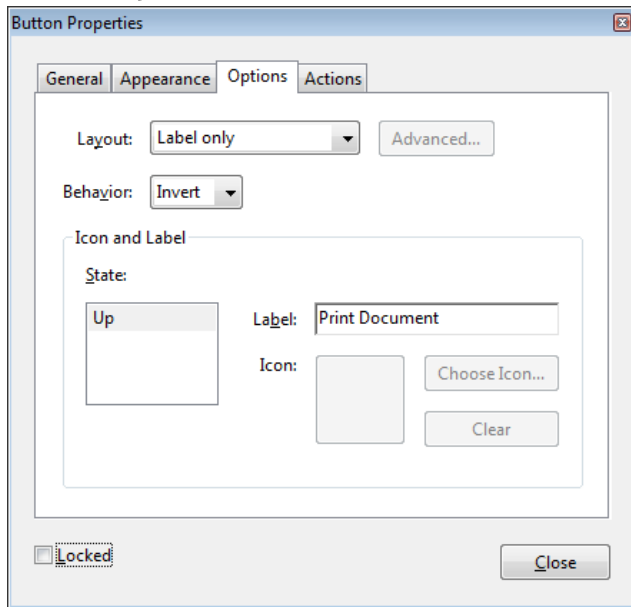 Button Properties
General Appearance Options Actions
Layout: Label only Advanced...
Behavior: Invert
Icon and Label
State:
Up Label: Print Document
Icon: Choose Icon...
Clear
Locked Close